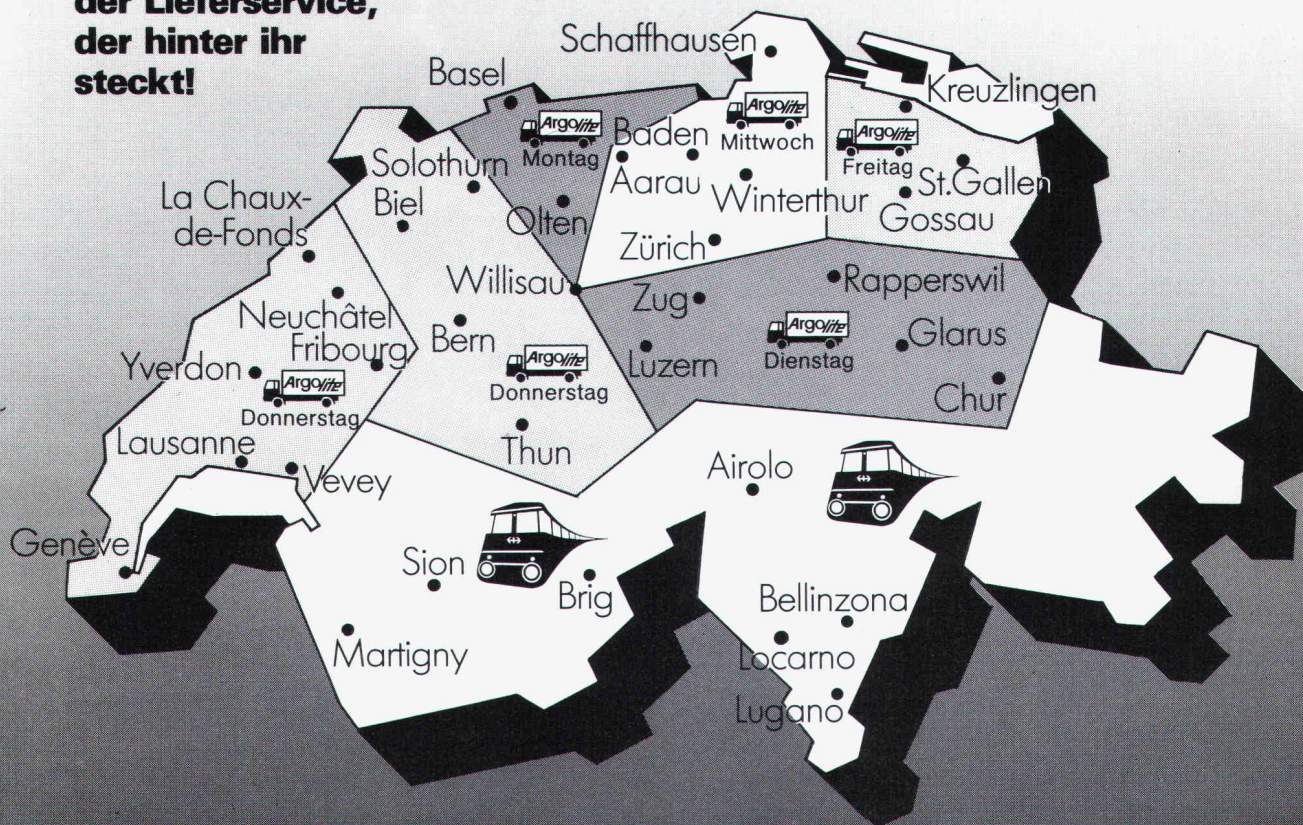 der Lieferservice,
der hinter ihr
steckt!
Schaffhausen
Basel
Kreuzlingen
Argolite
Montag
Baden
Argolite
Mittwoch
Argolite
Freitag
Solothurn
Aarau
St.Gallen
La Chaux-
de-Fonds
Biel
Olten
Winterthur
Gossau
Zürich
Willisau
Zug
Rapperswil
Neuchâtel
Bern
Argolite
Dienstag
Glarus
Fribourg
Yverdon
Argolite
Donnerstag
Argolite
Donnerstag
Luzern
Chur
Lausanne
Thun
Vevey
Airolo
Genève
Sion
Brig
Bellinzona
Martigny
Locarno
Lugano